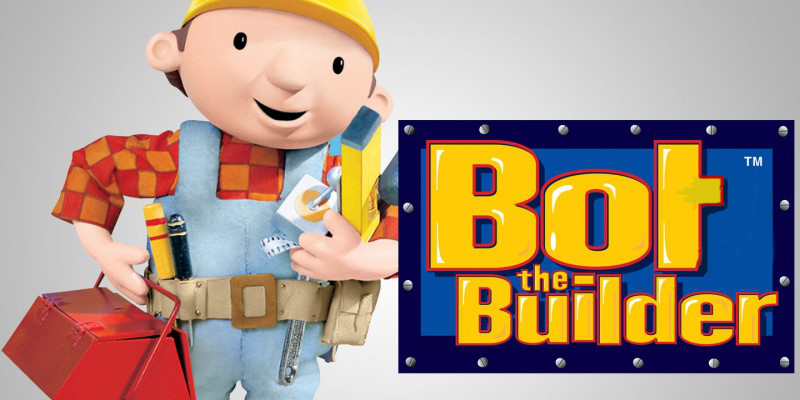 Bot ™
the
Builder